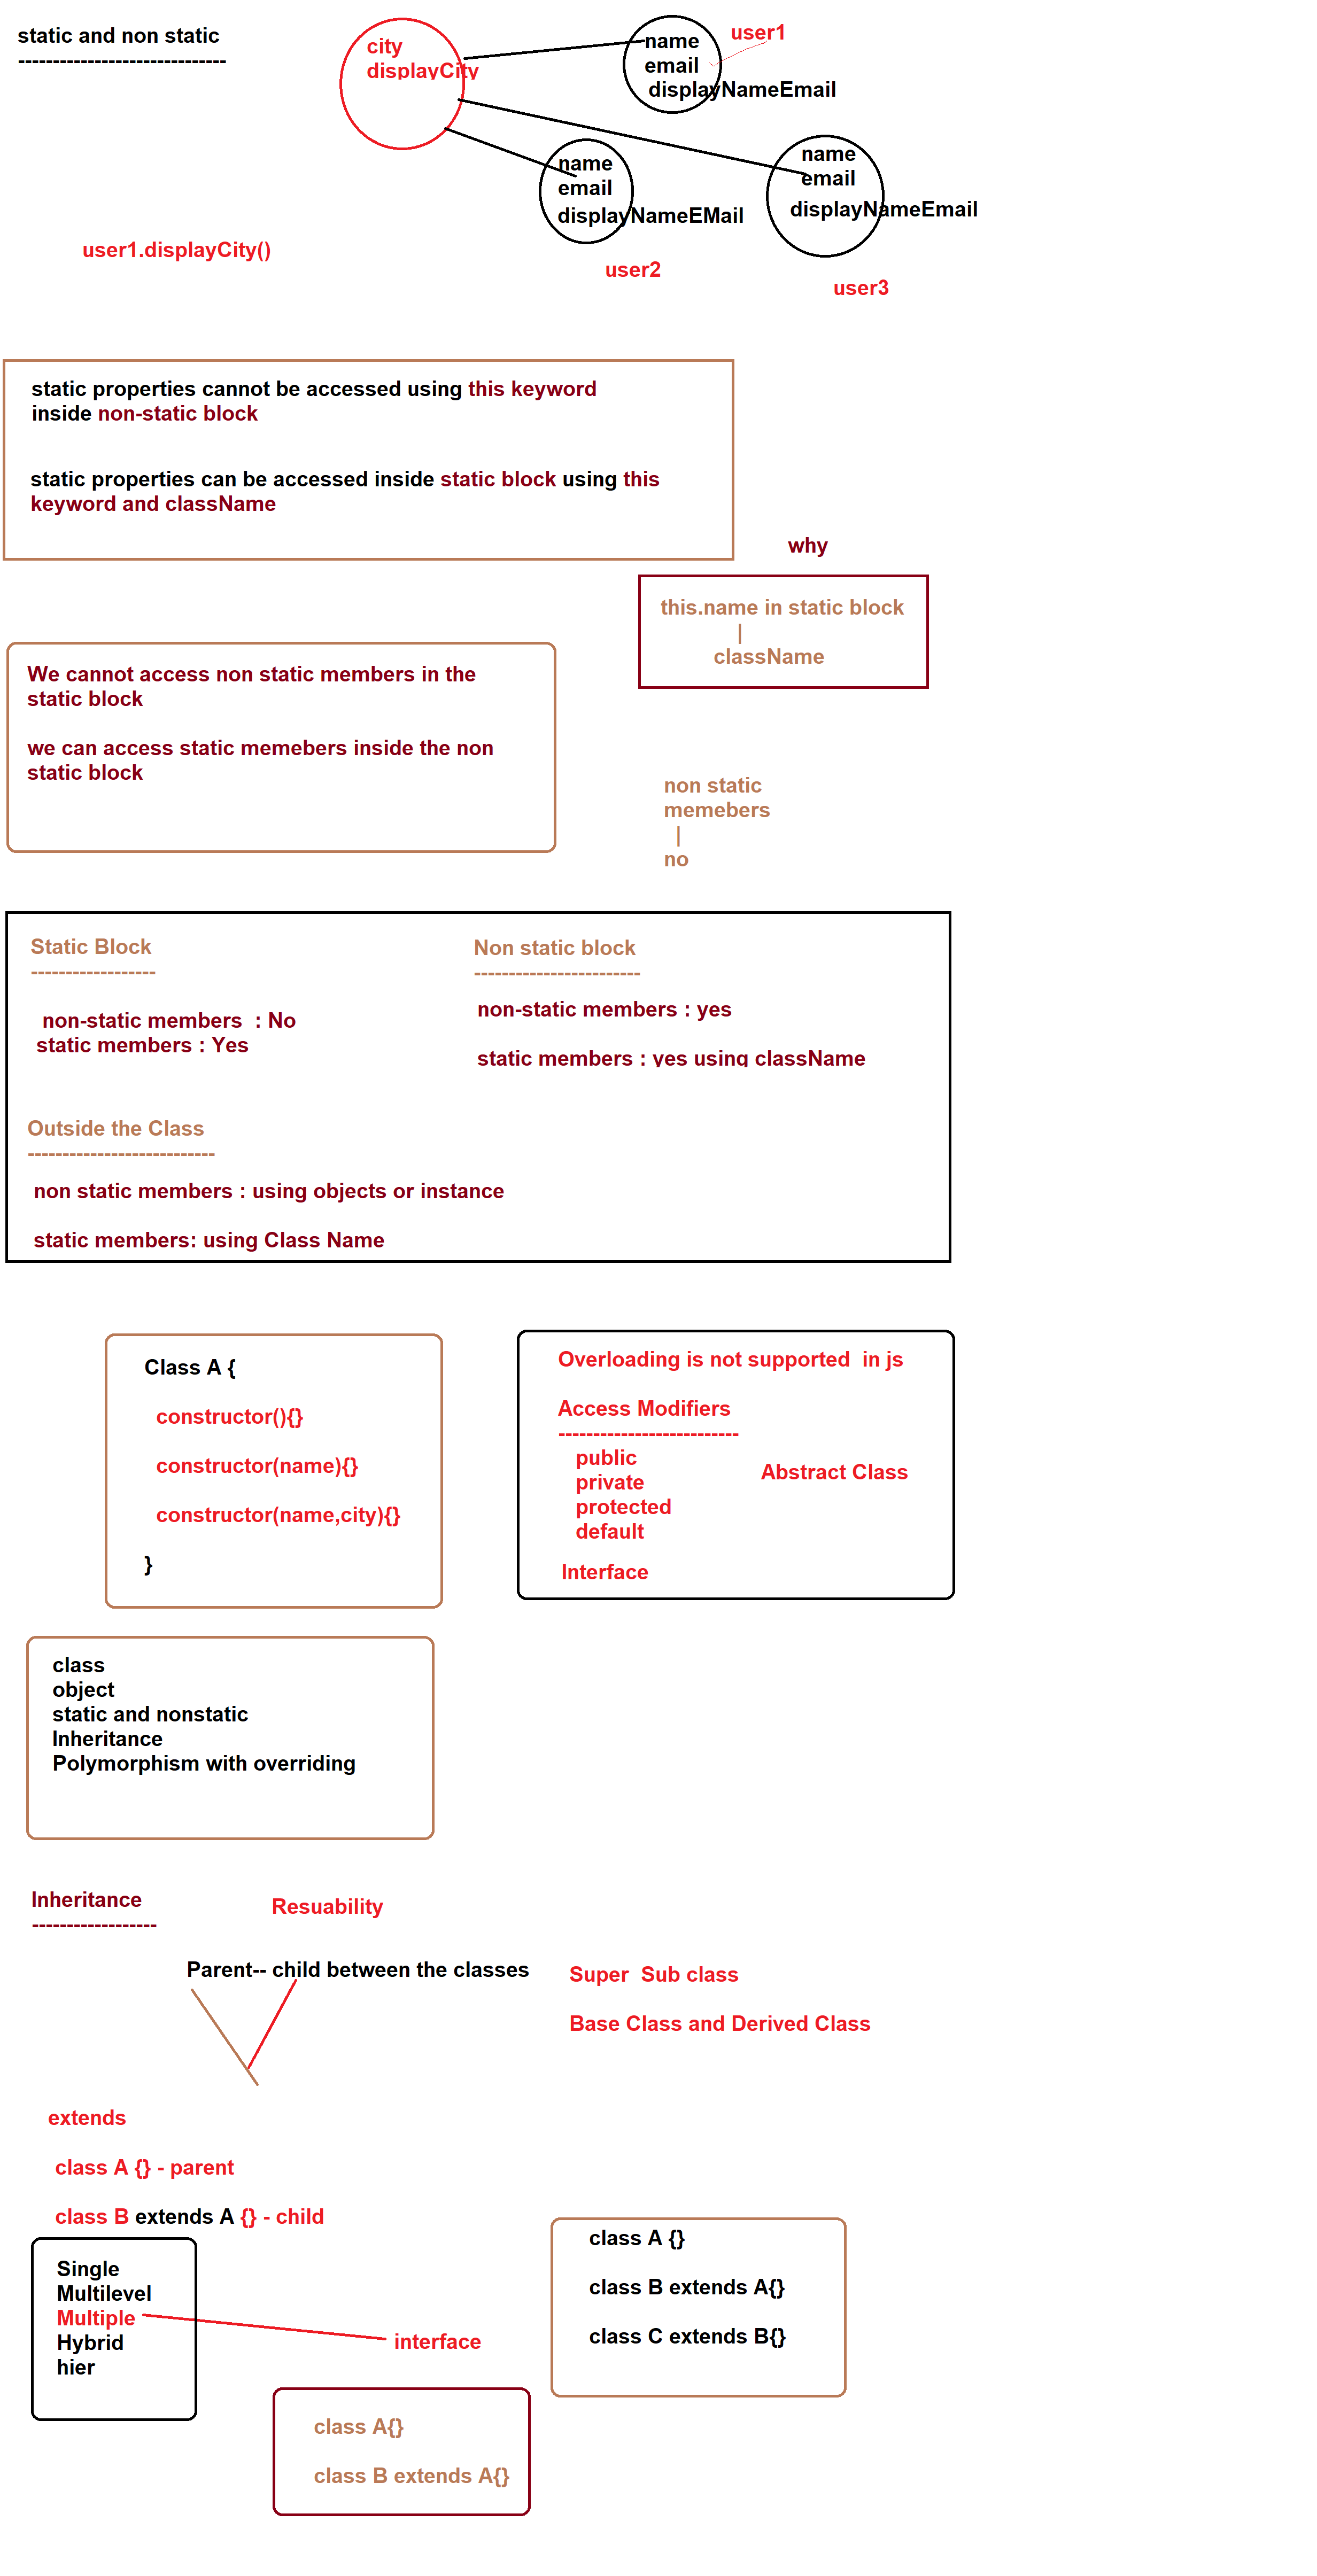 static and non static
------------------------------
city
displayCity
name
email
displayNameEmail
user1
name
email
displayNameEMail
user2
name
email
displayNameEmail
user3
user1.displayCity()
static properties cannot be accessed using this keyword
inside non-static block
static properties can be accessed inside static block using this
keyword and className
why
this.name in static block
|
className
We cannot access non static members in the
static block
we can access static memebers inside the non
static block
non static
memebers
|
no
Static Block
------------------
non-static members  : No
static members : Yes
Non static block
------------------------
non-static members : yes
static members : yes using className
Outside the Class
---------------------------
non static members : using objects or instance
static members: using Class Name
Class A {
constructor(){}
constructor(name){}
constructor(name,city){}
}
Overloading is not supported  in js
Access Modifiers
--------------------------
public
private
protected
default
Abstract Class
Interface
class
object
static and nonstatic
Inheritance
Polymorphism with overriding
Inheritance
------------------
Resuability
Parent-- child between the classes
Super  Sub class
Base Class and Derived Class
extends
class A {} - parent
class B extends A {} - child
Single
Multilevel
Multiple
Hybrid
hier
interface
class A {}
class B extends A{}
class C extends B{}
class A{}
class B extends A{}